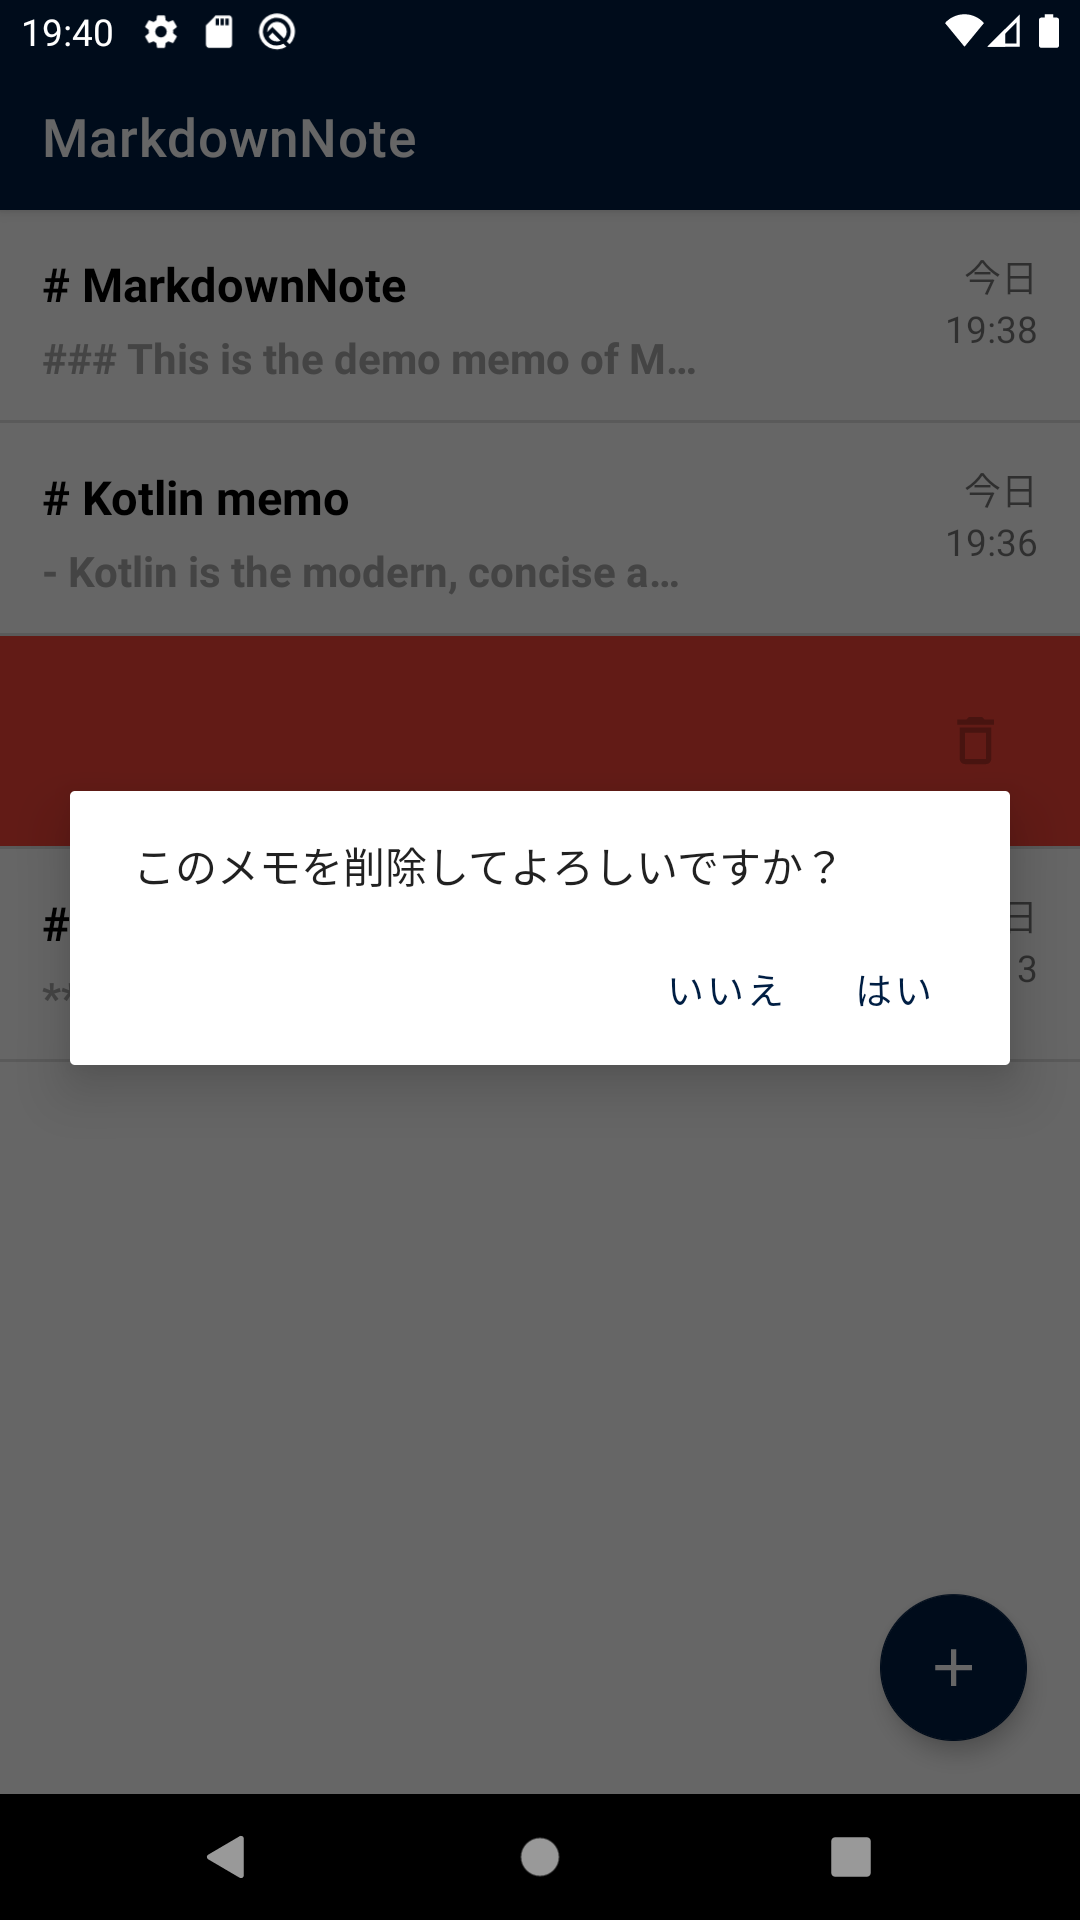 19:40
MarkdownNote
# MarkdownNote
今日
19:38
### This is the demo memo of M…
# Kotlin memo
今日
19:36
- Kotlin is the modern, concise a…
このメモを削除してよろしいですか？
#
日
3
**
いいえ
はい